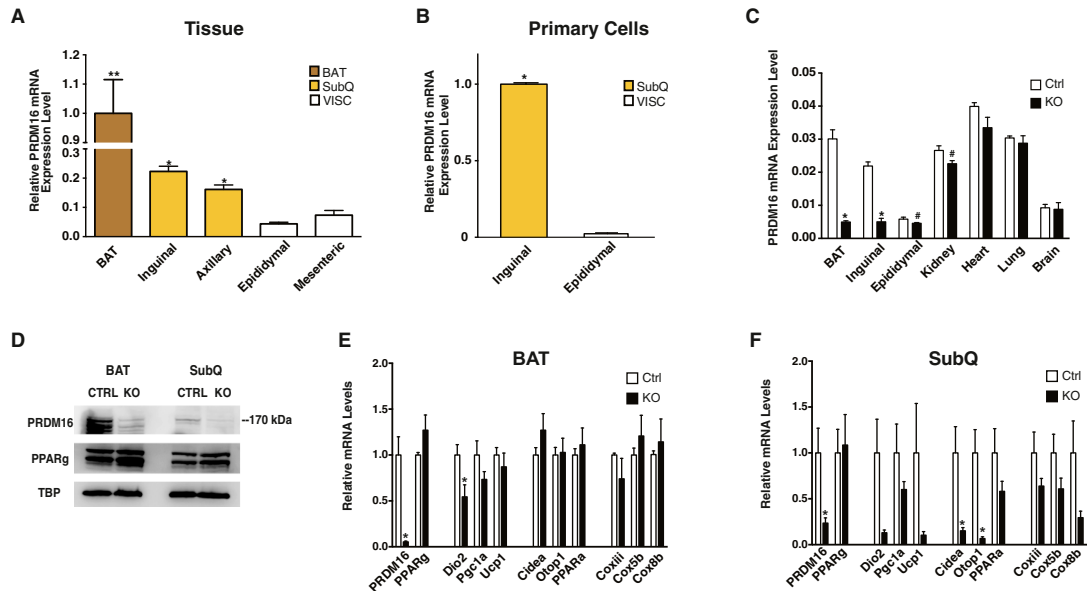 A
Tissue
Relative PRDM16 mRNA
Expression Level
1.2
1.1
1.0
0.9
0.3
0.2
0.1
0.0
**
*
*
BAT
SubQ
VISC
BAT
Inguinal
Axillary
Epididymal
Mesenteric
B
Primary Cells
Relative PRDM16 mRNA
Expression Level
1.0
0.5
0
*
SubQ
VISC
Inguinal
Epididymal
C
PRDM16 mRNA Expression Level
0.05
0.04
0.03
0.02
0.01
0.00
*
*
#
#
Ctrl
KO
BAT
Inguinal
Epididymal
Kidney
Heart
Lung
Brain
D
BAT SubQ
CTRL KO CTRL KO
PRDM16 --170 kDa
PPARg
TBP
E
BAT
Relative mRNA Levels
2.0
1.5
1.0
0.5
0.0
*
*
Ctrl
KO
PRDM16
PPARg
Dio2
Pgc1a
Ucp1
Cidea
Otop1
PPARa
Coxiii
Cox5b
Cox8b
F
SubQ
Relative mRNA Levels
2.0
1.5
1.0
0.5
0.0
*
*
*
Ctrl
KO
PRDM16
PPARg
Dio2
Pgc1a
Ucp1
Cidea
Otop1
PPARa
Coxiii
Cox5b
Cox8b